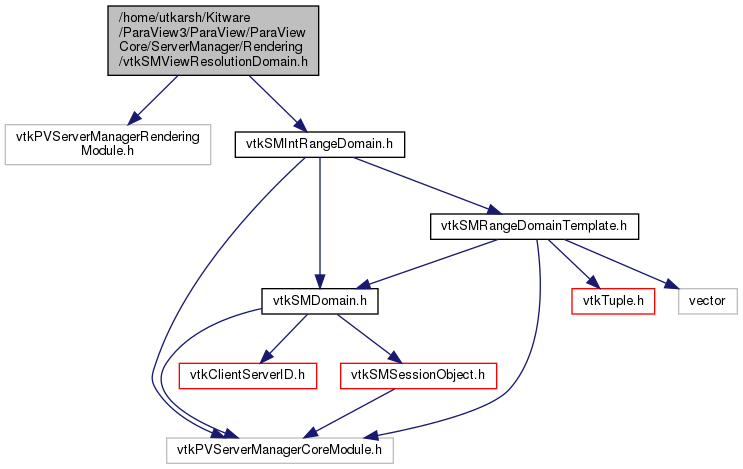 /home/utkarsh/Kitware
/ParaView3/ParaView/ParaView
Core/ServerManager/Rendering
/vtkSMViewResolutionDomain.h
vtkPVServerManagerRendering
Module.h
vtkSMIntRangeDomain.h
vtkSMRangeDomainTemplate.h
vtkSMDomain.h
vtkTuple.h
vector
vtkClientServerID.h
vtkSMSessionObject.h
vtkPVServerManagerCoreModule.h